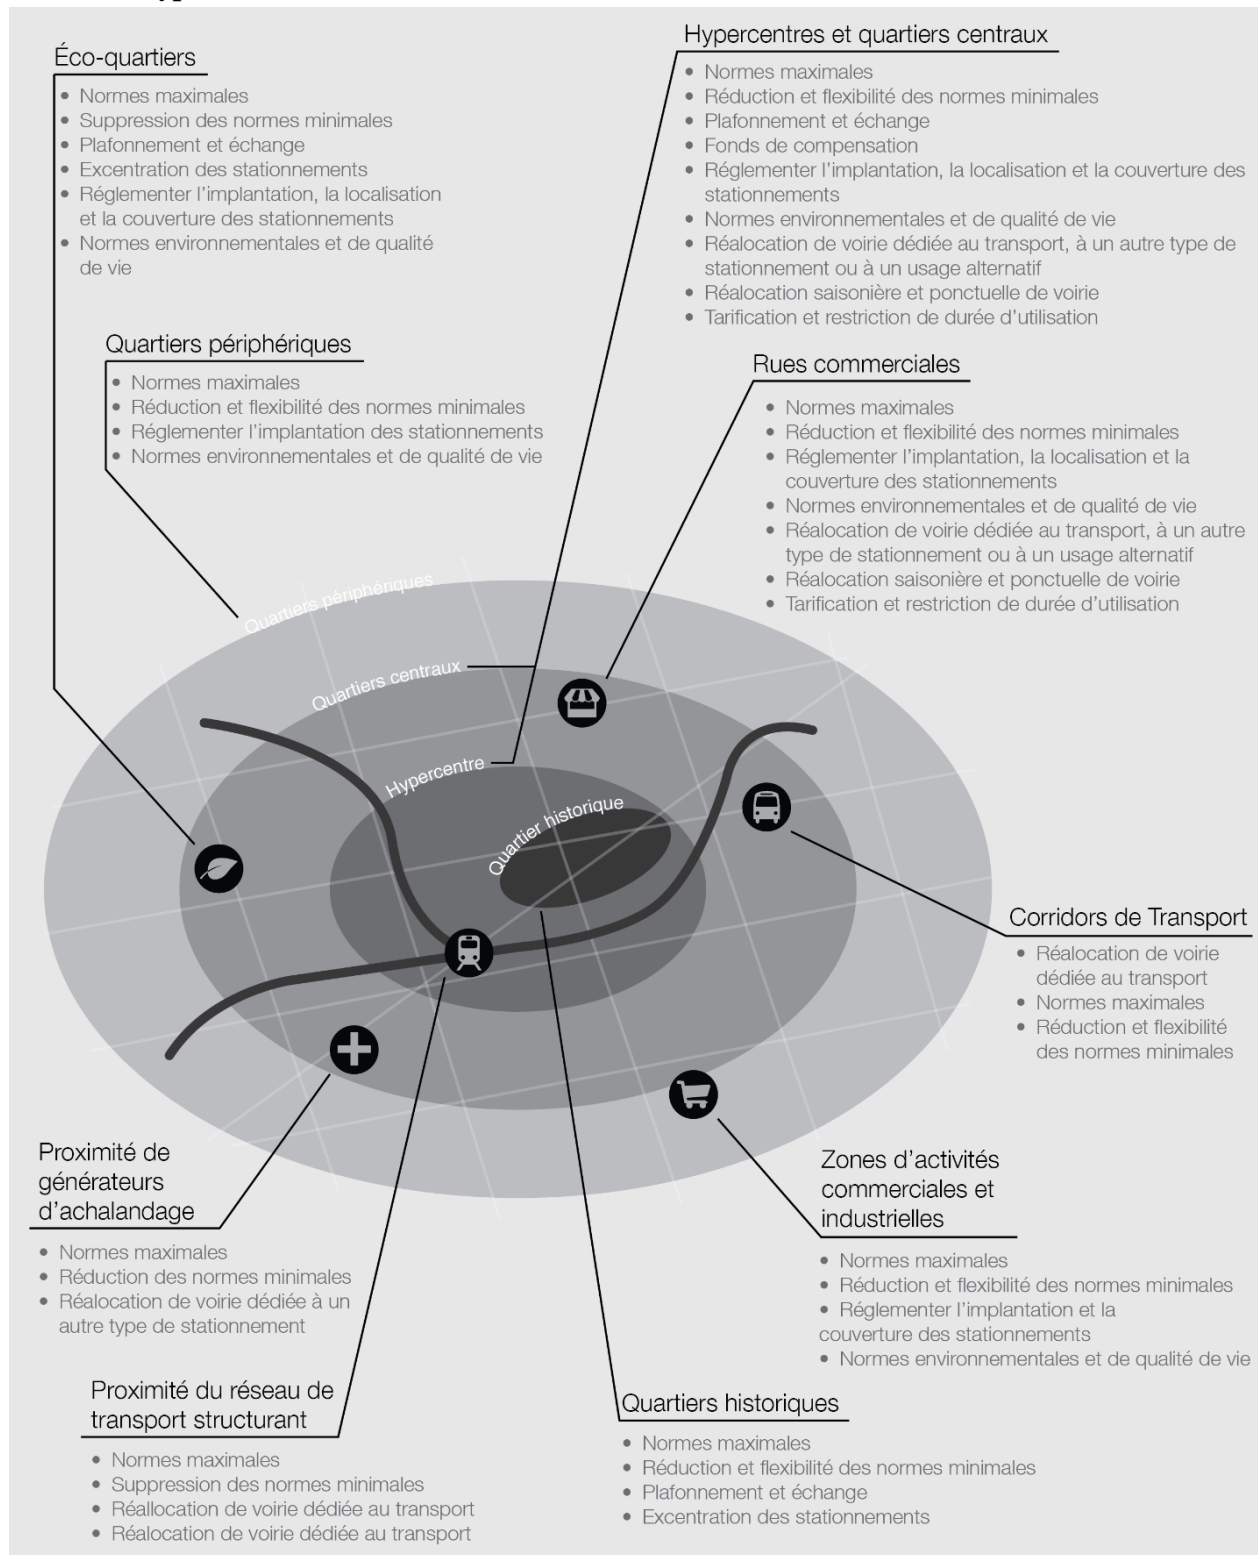 Éco-quartiers
• Normes maximales
• Suppression des normes minimales
• Plafonnement et échange
• Excentration des stationnements
• Réglementer l'implantation, la localisation
et la couverture des stationnements
• Normes environnementales et de qualité
de vie
Hypercentres et quartiers centraux
• Normes maximales
• Réduction et flexibilité des normes minimales
• Plafonnement et échange
• Fonds de compensation
• Réglementer l'implantation, la localisation et la couverture des
stationnements
• Normes environnementales et de qualité de vie
• Réalocation de voirie dédiée au transport, à un autre type de
stationnement ou à un usage alternatif
• Réalocation saisonière et ponctuelle de voirie
• Tarification et restriction de durée d'utilisation
Quartiers périphériques
• Normes maximales
• Réduction et flexibilité des normes minimales
• Réglementer l'implantation des stationnements
• Normes environnementales et de qualité de vie
Rues commerciales
• Normes maximales
• Réduction et flexibilité des normes minimales
• Réglementer l'implantation, la localisation et la
couverture des stationnements
• Normes environnementales et de qualité de vie
• Réalocation de voirie dédiée au transport, à un autre
type de stationnement ou à un usage alternatif
• Réalocation saisonière et ponctuelle de voirie
• Tarification et restriction de durée d'utilisation
Quartiers périphériques
Quartiers centraux
Hypercentre
Quartier historique
Corridors de Transport
• Réalocation de voirie
dédiée au transport
• Normes maximales
• Réduction et flexibilité
des normes minimales
Proximité de
générateurs
d'achalandage
• Normes maximales
• Réduction des normes minimales
• Réalocation de voirie dédiée à un
autre type de stationnement
Zones d'activités
commerciales et
industrielles
• Normes maximales
• Réduction et flexibilité des normes minimales
• Réglementer l'implantation et la
couverture des stationnements
• Normes environnementales et de qualité de vie
Proximité du réseau de
transport structurant
• Normes maximales
• Suppression des normes minimales
• Réallocation de voirie dédiée au transport
• Réalocation de voirie dédiée au transport
Quartiers historiques
• Normes maximales
• Réduction et flexibilité des normes minimales
• Plafonnement et échange
• Excentration des stationnements